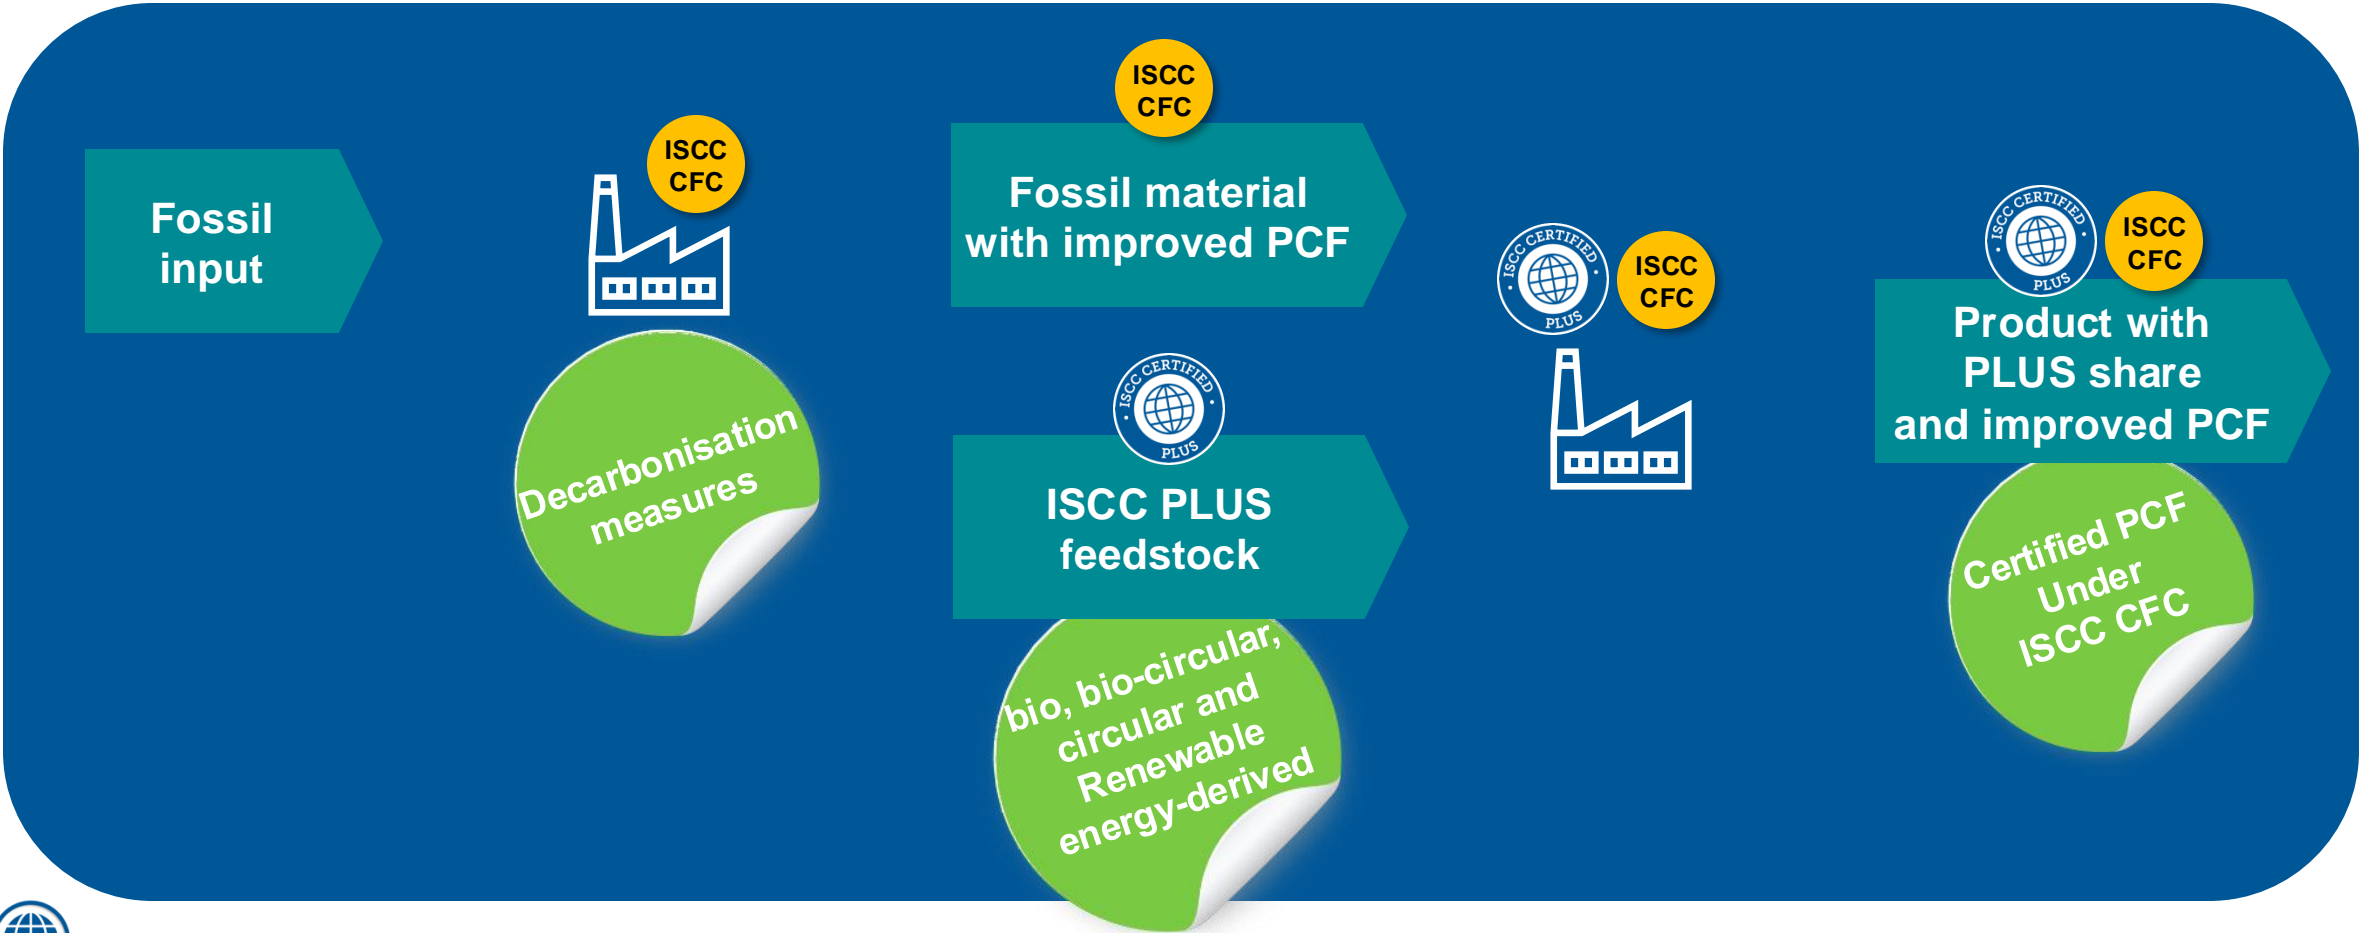 Fossil
input
ISCC
CFC
Decarbonisation
measures
ISCC
CFC
Fossil material
with improved PCF
ISCC CERTIFIED
PLUS
ISCC PLUS
feedstock
bio, bio-circular,
circular and
Renewable
energy-derived
ISCC CERTIFIED
PLUS
ISCC
CFC
ISCC CERTIFIED
PLUS
ISCC
CFC
Product with
PLUS share
and improved PCF
Certified PCF
Under
ISCC CFC